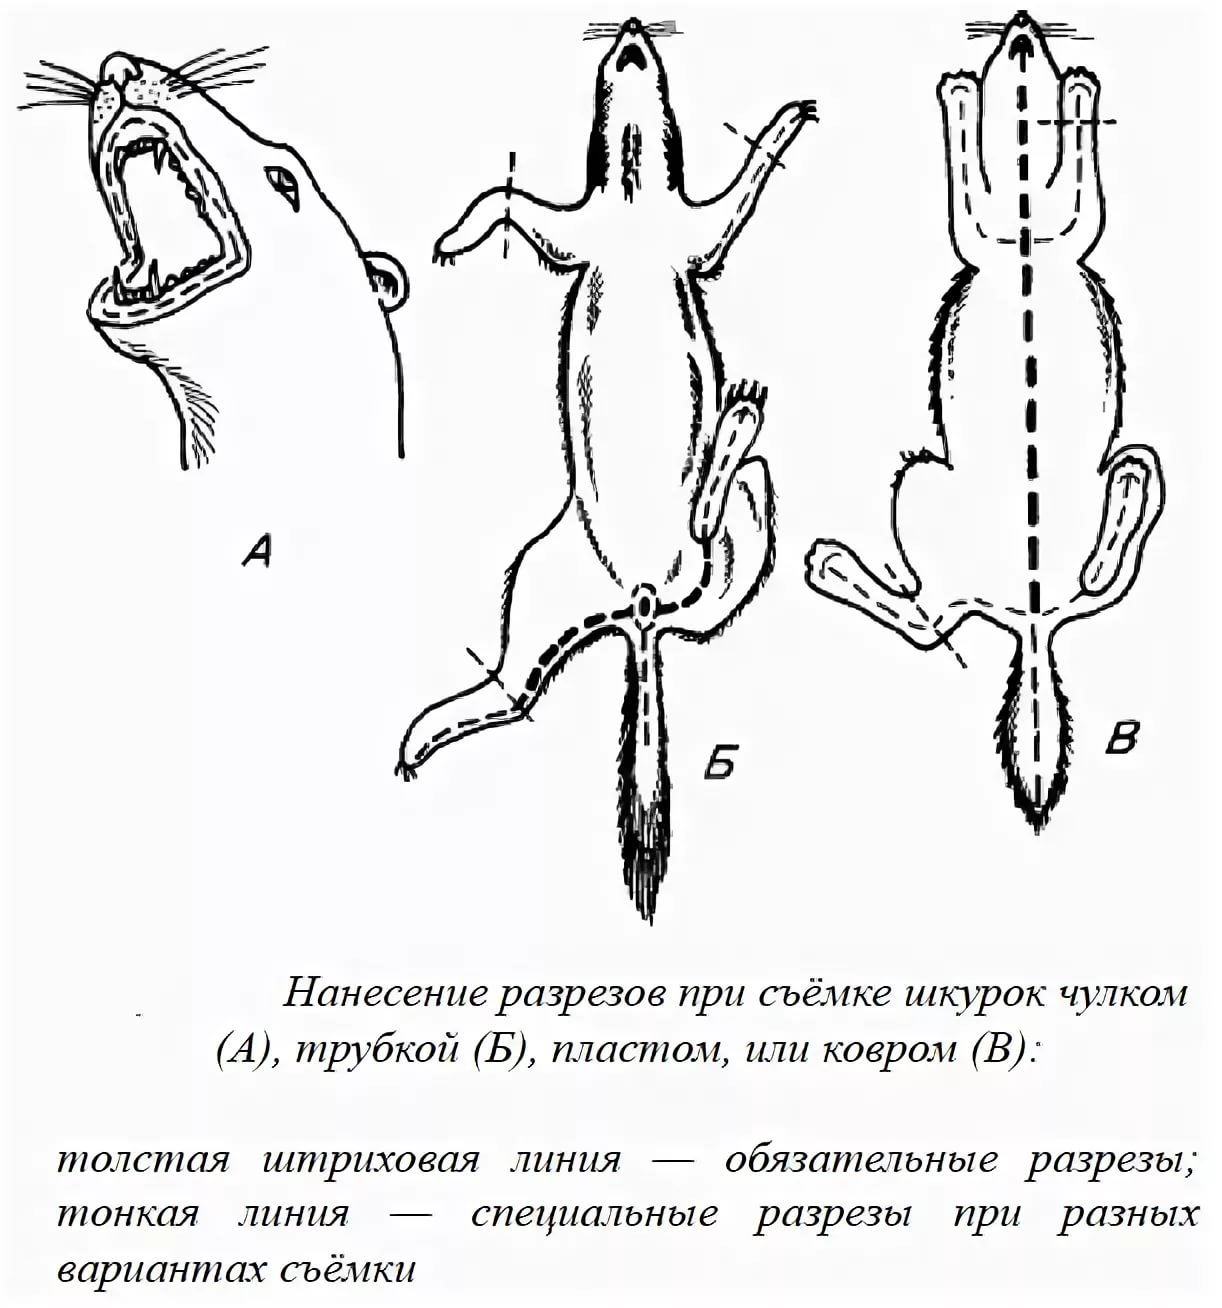 А
Б
В
Нанесение разрезов при съёмке шкурок чулком
(А), трубкой (Б), пластом, или ковром (В):
толстая штриховая линия — обязательные разрезы;
тонкая линия — специальные разрезы при разных
вариантах съёмки